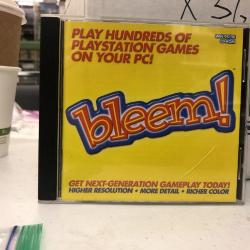 PLAY HUNDREDS OF
PLAYSTATION GAMES
ON YOUR PC!
bleem!
GET NEXT-GENERATION GAMEPLAY TODAY!
HIGHER RESOLUTION • MORE DETAIL • RICHER COLOR